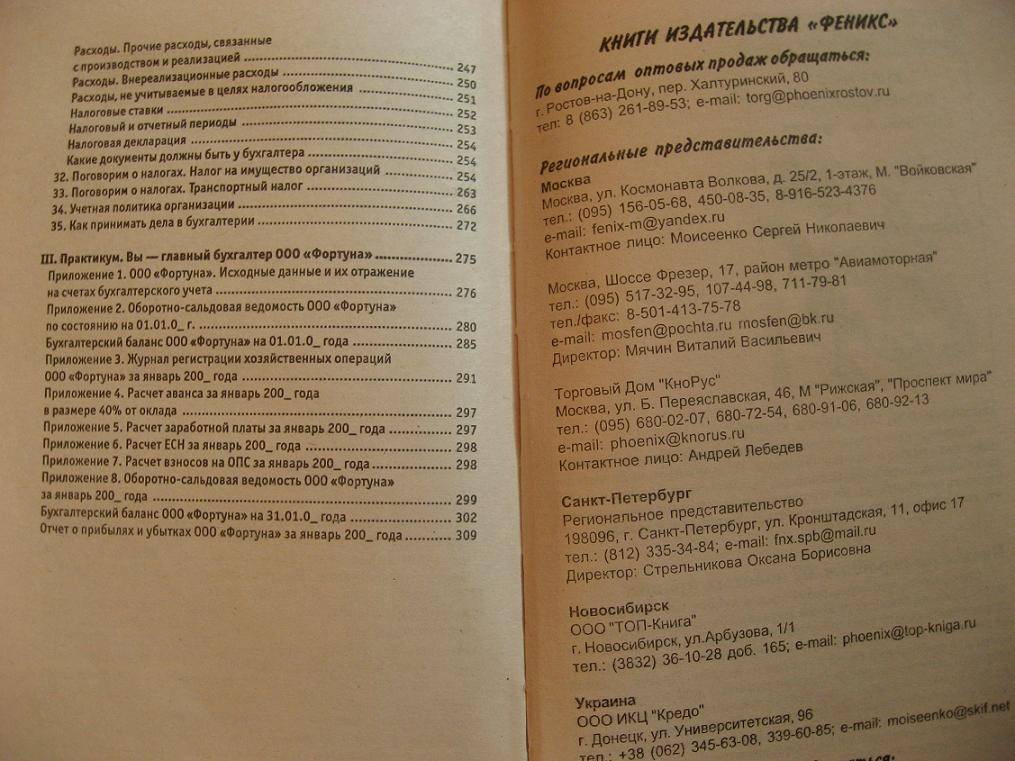 Расходы. Прочие расходы, связанные
с производством и реализацией ........ 247
Расходы. Внереализационные расходы ........ 250
Расходы, не учитываемые в целях налогообложения ........ 251
Налоговые ставки ........ 252
Налоговый и отчетный периоды ........ 253
Налоговая декларация ........ 254
Какие документы должны быть у бухгалтера ........ 254
32. Поговорим о налогах. Налог на имущество организаций ........ 254
33. Поговорим о налогах. Транспортный налог ........ 263
34. Учетная политика организации ........ 266
35. Как принимать дела в бухгалтерии ........ 272
III. Практикум. Вы — главный бухгалтер ООО «Фортуна» ........ 275
Приложение 1. ООО «Фортуна». Исходные данные и их отражение
на счетах бухгалтерского учета ........ 276
Приложение 2. Оборотно-сальдовая ведомость ООО «Фортуна»
по состоянию на 01.01.0_ г. ........ 280
Бухгалтерский баланс ООО «Фортуна» на 01.01.0_ года ........ 285
Приложение 3. Журнал регистрации хозяйственных операций
ООО «Фортуна» за январь 200_ года ........ 291
Приложение 4. Расчет аванса за январь 200_ года
в размере 40% от оклада ........ 297
Приложение 5. Расчет заработной платы за январь 200_ года ........ 297
Приложение 6. Расчет ЕСН за январь 200_ года ........ 298
Приложение 7. Расчет взносов на ОПС за январь 200_ года ........ 298
Приложение 8. Оборотно-сальдовая ведомость ООО «Фортуна»
за январь 200_ года ........ 299
Бухгалтерский баланс ООО «Фортуна» на 31.01.0_ года ........ 302
Отчет о прибылях и убытках ООО «Фортуна» за январь 200_ года ........ 309
КНИГИ ИЗДАТЕЛЬСТВА «ФЕНИКС»
По вопросам оптовых продаж обращаться:
г. Ростов-на-Дону, пер. Халтуринский, 80
тел: 8 (863) 261-89-53; e-mail: torg@phoenixrostov.ru
Региональные представительства:
Москва
Москва, ул. Космонавта Волкова, д. 25/2, 1-этаж, М. "Войковская"
тел.: (095) 156-05-68, 450-08-35, 8-916-523-4376
e-mail: fenix-m@yandex.ru
Контактное лицо: Моисеенко Сергей Николаевич
Москва, Шоссе Фрезер, 17, район метро "Авиамоторная"
тел.: (095) 517-32-95, 107-44-98, 711-79-81
тел./факс: 8-501-413-75-78
e-mail: mosfen@pochta.ru mosfen@bk.ru
Директор: Мячин Виталий Васильевич
Торговый Дом "КноРус"
Москва, ул. Б. Переяславская, 46, М "Рижская", "Проспект мира"
тел.: (095) 680-02-07, 680-72-54, 680-91-06, 680-92-13
e-mail: phoenix@knorus.ru
Контактное лицо: Андрей Лебедев
Санкт-Петербург
Региональное представительство
198096, г. Санкт-Петербург, ул. Кронштадская, 11, офис 17
тел.: (812) 335-34-84; e-mail: fnx.spb@mail.ru
Директор: Стрельникова Оксана Борисовна
Новосибирск
ООО "ТОП-Книга"
г. Новосибирск, ул.Арбузова, 1/1
тел.: (3832) 36-10-28 доб. 165; e-mail: phoenix@top-kniga.ru
Украина
ООО ИКЦ "Кредо"
г. Донецк, ул. Университетская, 96
тел.: +38 (062) 345-63-08, 339-60-85; e-mail: moiseenko@skif.net